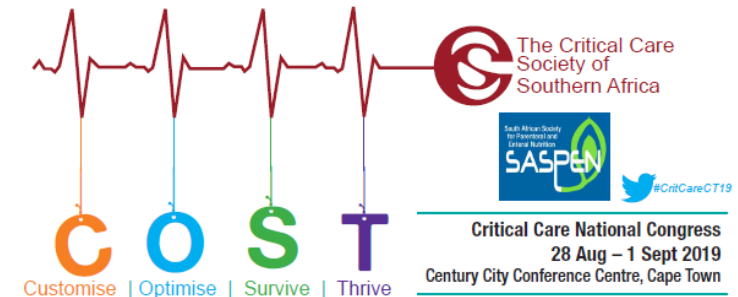 The Critical Care
Society of
Southern Africa
South African Society
for Parenteral and
Enteral Nutrition
SASPEN
#CritCareCT19
COST
Customise | Optimise | Survive | Thrive
Critical Care National Congress
28 Aug – 1 Sept 2019
Century City Conference Centre, Cape Town